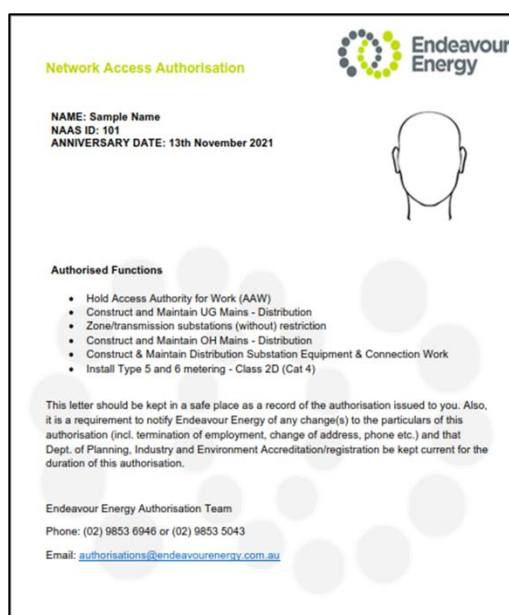 Endeavour
Energy
Network Access Authorisation
NAME: Sample Name
NAAS ID: 101
ANNIVERSARY DATE: 13th November 2021
Authorised Functions
• Hold Access Authority for Work (AAW)
• Construct and Maintain UG Mains - Distribution
• Zone/transmission substations (without) restriction
• Construct and Maintain OH Mains - Distribution
• Construct & Maintain Distribution Substation Equipment & Connection Work
• Install Type 5 and 6 metering - Class 2D (Cat 4)
This letter should be kept in a safe place as a record of the authorisation issued to you. Also,
it is a requirement to notify Endeavour Energy of any change(s) to the particulars of this
authorisation (incl. termination of employment, change of address, phone etc.) and that
Dept. of Planning, Industry and Environment Accreditation/registration be kept current for the
duration of this authorisation.
Endeavour Energy Authorisation Team
Phone: (02) 9853 6946 or (02) 9853 5043
Email: authorisations@endeavourenergy.com.au